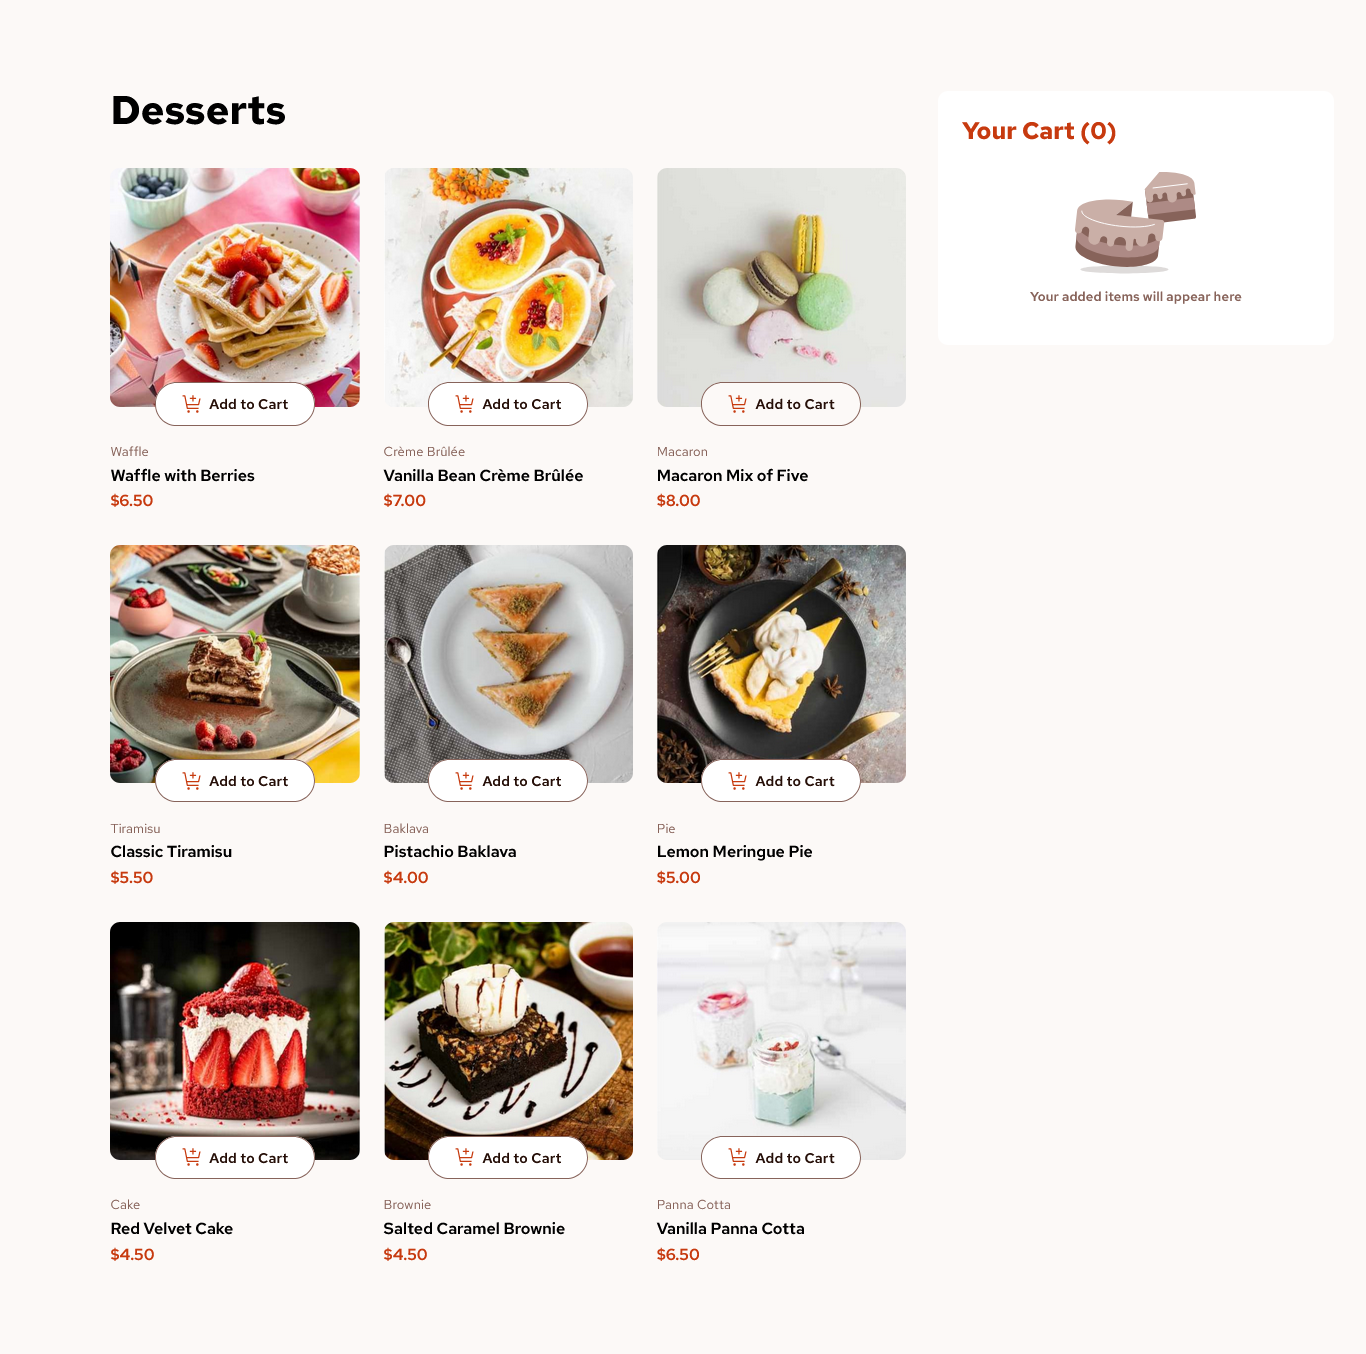 Desserts
Your Cart (0)
Your added items will appear here
Add to Cart
Waffle
Waffle with Berries
$6.50
Add to Cart
Crème Brûlée
Vanilla Bean Crème Brûlée
$7.00
Add to Cart
Macaron
Macaron Mix of Five
$8.00
Add to Cart
Tiramisu
Classic Tiramisu
$5.50
Add to Cart
Baklava
Pistachio Baklava
$4.00
Add to Cart
Pie
Lemon Meringue Pie
$5.00
Add to Cart
Cake
Red Velvet Cake
$4.50
Add to Cart
Brownie
Salted Caramel Brownie
$4.50
Add to Cart
Panna Cotta
Vanilla Panna Cotta
$6.50